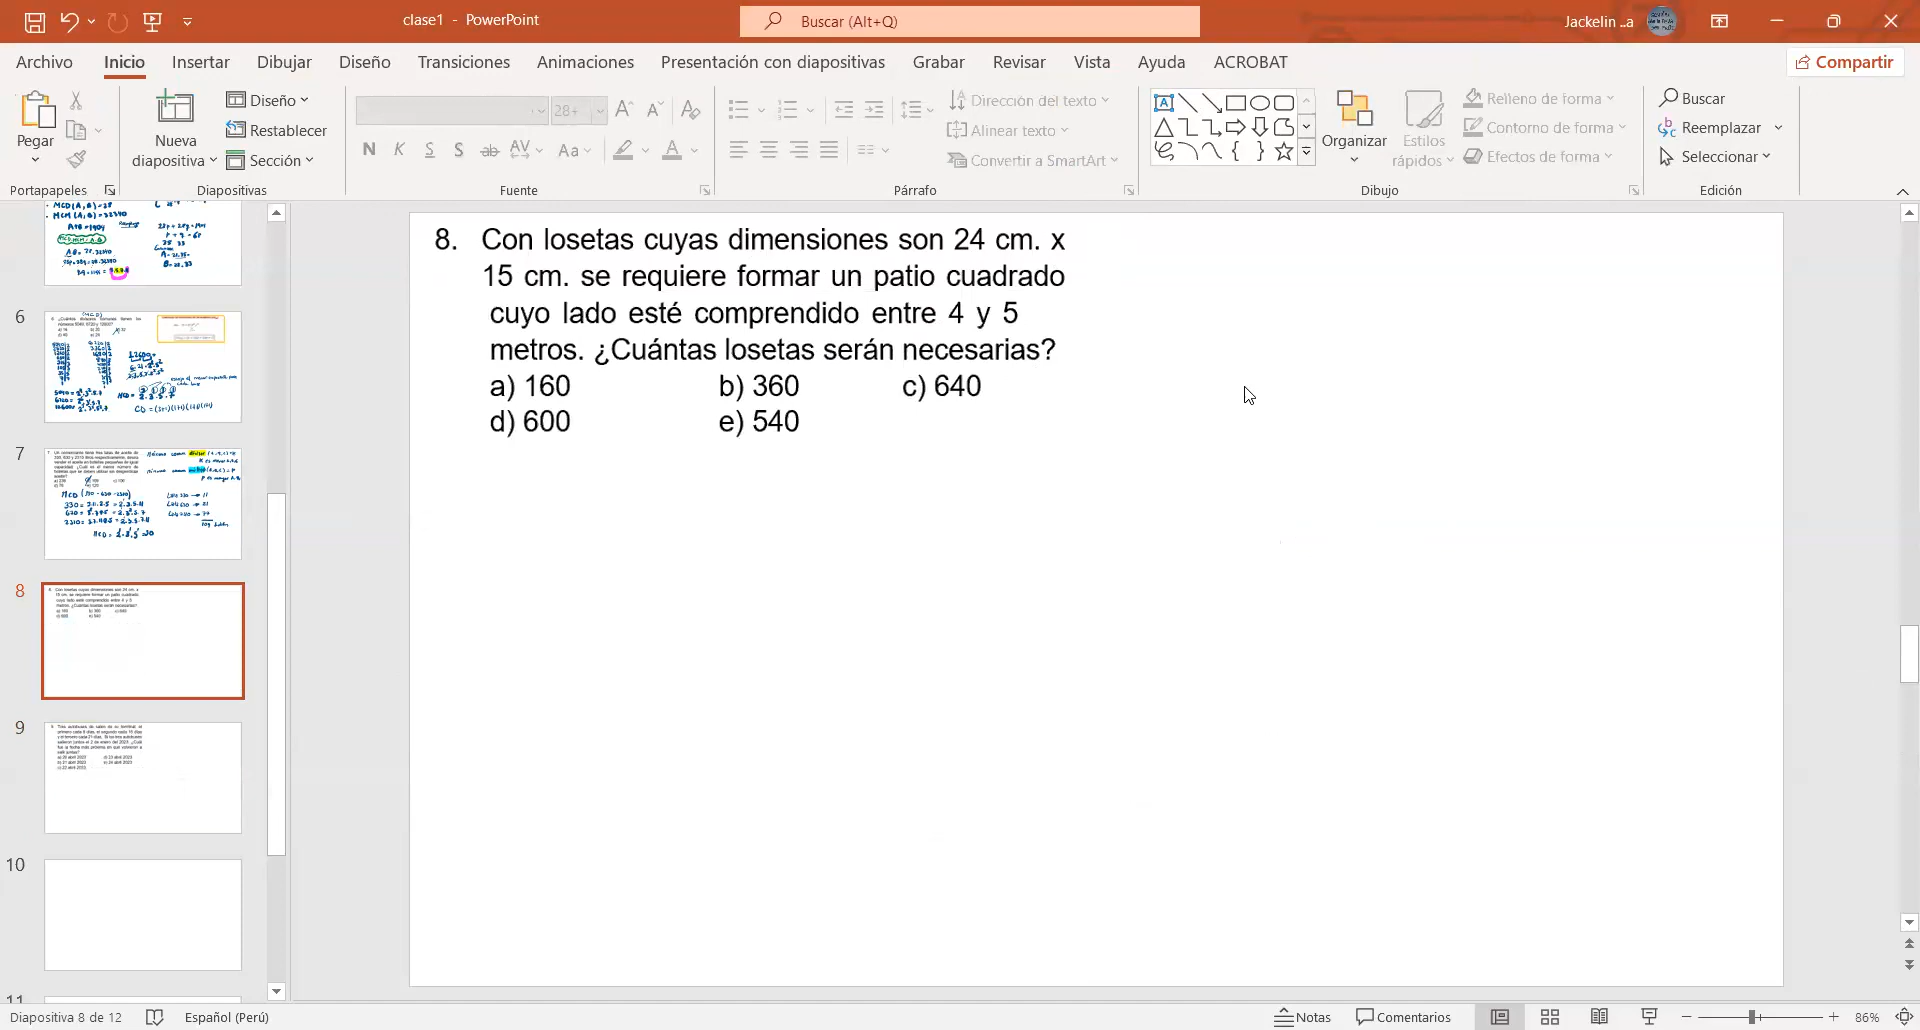 clase1 - PowerPoint
Buscar (Alt+Q)
Jackelin ..a
Archivo
Inicio
Insertar
Dibujar
Diseño
Transiciones
Animaciones
Presentación con diapositivas
Grabar
Revisar
Vista
Ayuda
ACROBAT
Compartir
Pegar
Portapapeles
Nueva diapositiva
Diseño
Restablecer
Sección
Diapositivas
28+
N K S S ab AV Aa A
Fuente
Dirección del texto
Alinear texto
Convertir a SmartArt
Párrafo
Organizar
Estilos rápidos
Relleno de forma
Contorno de forma
Efectos de forma
Dibujo
Buscar
Reemplazar
Seleccionar
Edición
6
7
8
9
10
11
8. Con losetas cuyas dimensiones son 24 cm. x
15 cm. se requiere formar un patio cuadrado
cuyo lado esté comprendido entre 4 y 5
metros. ¿Cuántas losetas serán necesarias?
a) 160 b) 360 c) 640
d) 600 e) 540
Diapositiva 8 de 12
Español (Perú)
Notas
Comentarios
86%